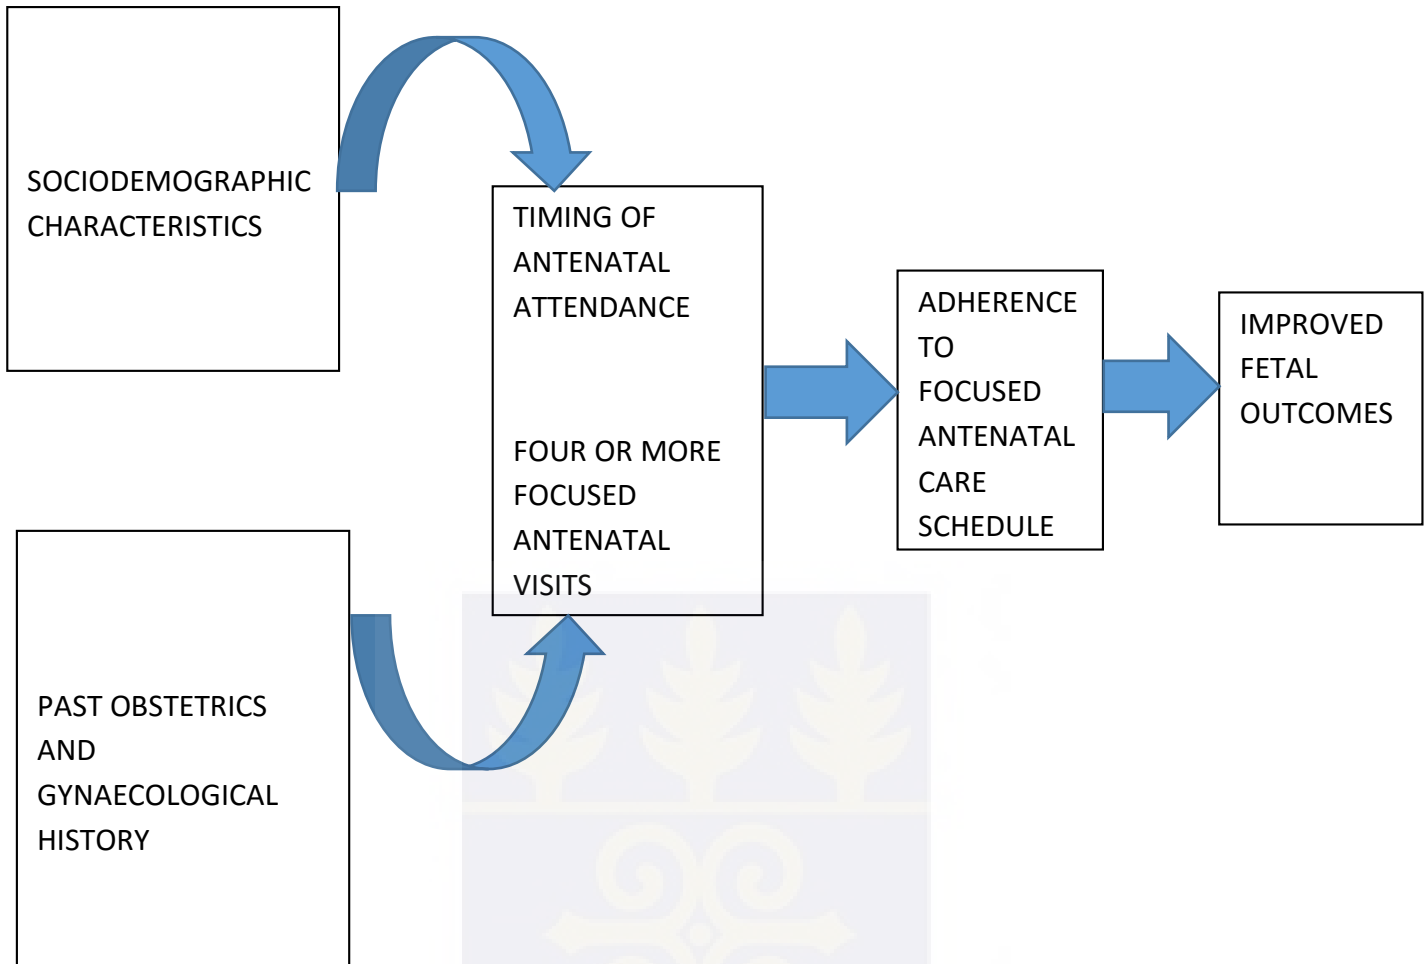 SOCIODEMOGRAPHIC
CHARACTERISTICS
TIMING OF
ANTENATAL
ATTENDANCE
FOUR OR MORE
FOCUSED
ANTENATAL
VISITS
ADHERENCE
TO
FOCUSED
ANTENATAL
CARE
SCHEDULE
IMPROVED
FETAL
OUTCOMES
PAST OBSTETRICS
AND
GYNAECOLOGICAL
HISTORY